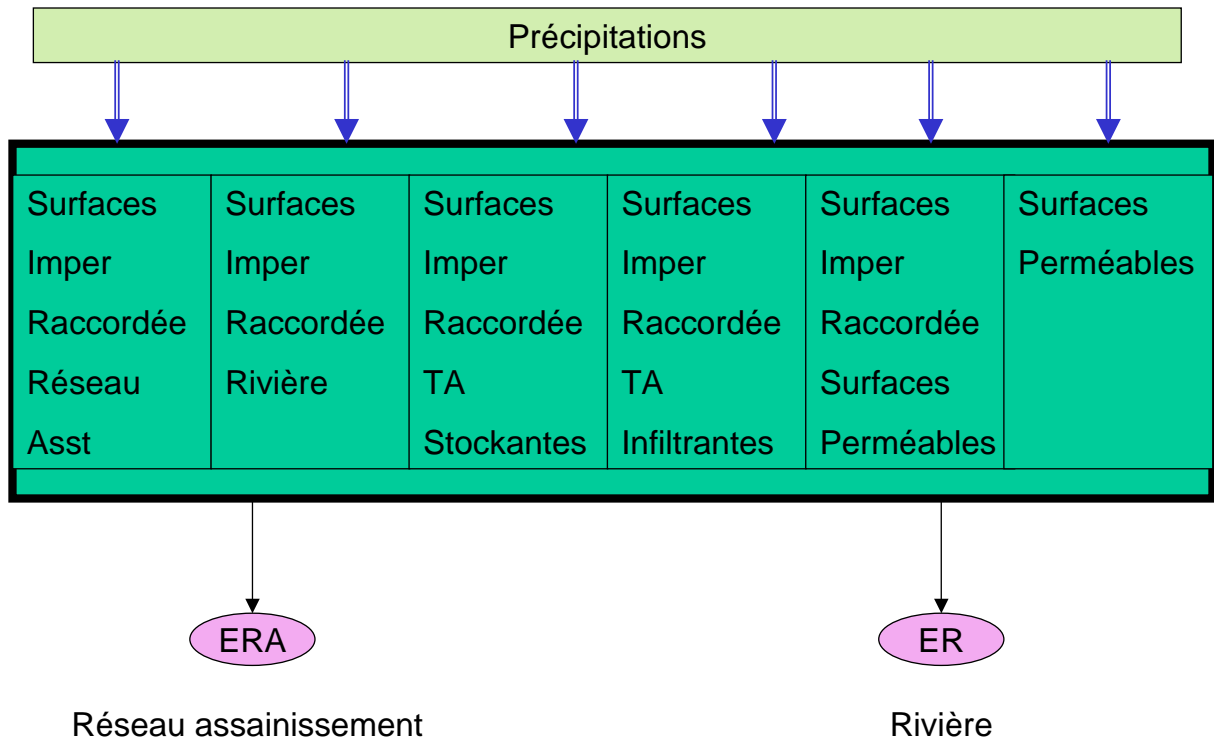 Précipitations
Surfaces
Imper
Raccordée
Réseau
Asst
Surfaces
Imper
Raccordée
Rivière
Surfaces
Imper
Raccordée
TA
Stockantes
Surfaces
Imper
Raccordée
TA
Infiltrantes
Surfaces
Imper
Raccordée
Surfaces
Perméables
Surfaces
Perméables
ERA
ER
Réseau assainissement
Rivière